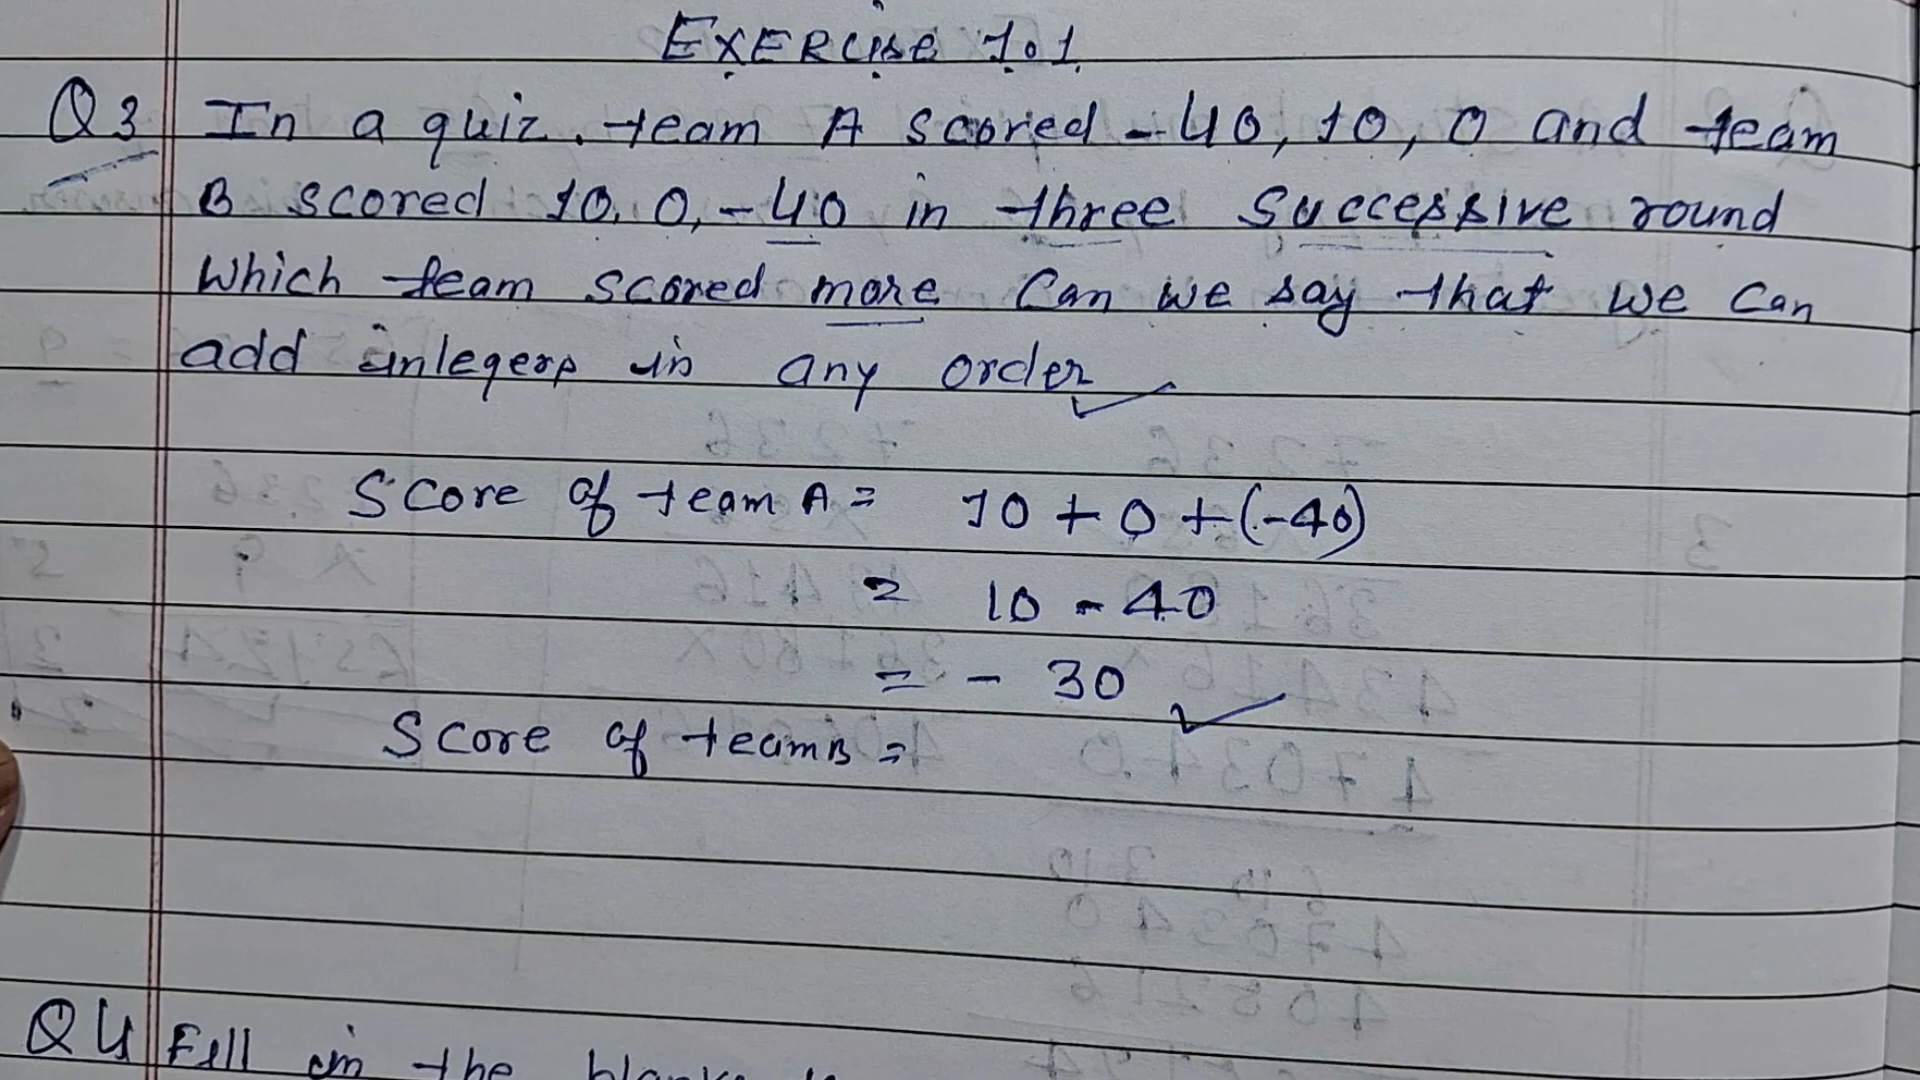 EXERCISE 1.1
Q3 In a quiz. team A scored - 40, 10, 0 and team
B scored 10, 0, - 40 in three Successive round
Which team scored more Can we say that we can
add integers in any order
Score of team A = 10 + 0 + (-40)
= 10 - 40
= - 30
Score of team B =
Q4 Fill in the blanks